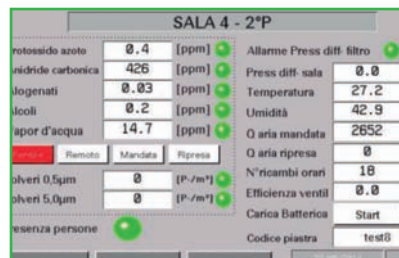 SALA 4 - 2°P
rotossido azoto 0.4 [ppm]
nidride carbonica 426 [ppm]
logenati 0.03 [ppm]
lcoli 0.2 [ppm]
apor d'acqua 14.7 [ppm]
Remoto Mandata Ripresa
olveri 0,5µm 0 [P·/m³]
olveri 5,0µm 0 [P·/m³]
resenza persone
Allarme Press diff- filtro
Press diff- sala 0.0
Temperatura 27.2
Umidità 42.9
Q aria mandata 2652
Q aria ripresa 0
N°ricambi orari 18
Efficienza ventil 0.0
Carica Batterica Start
Codice piastra test8